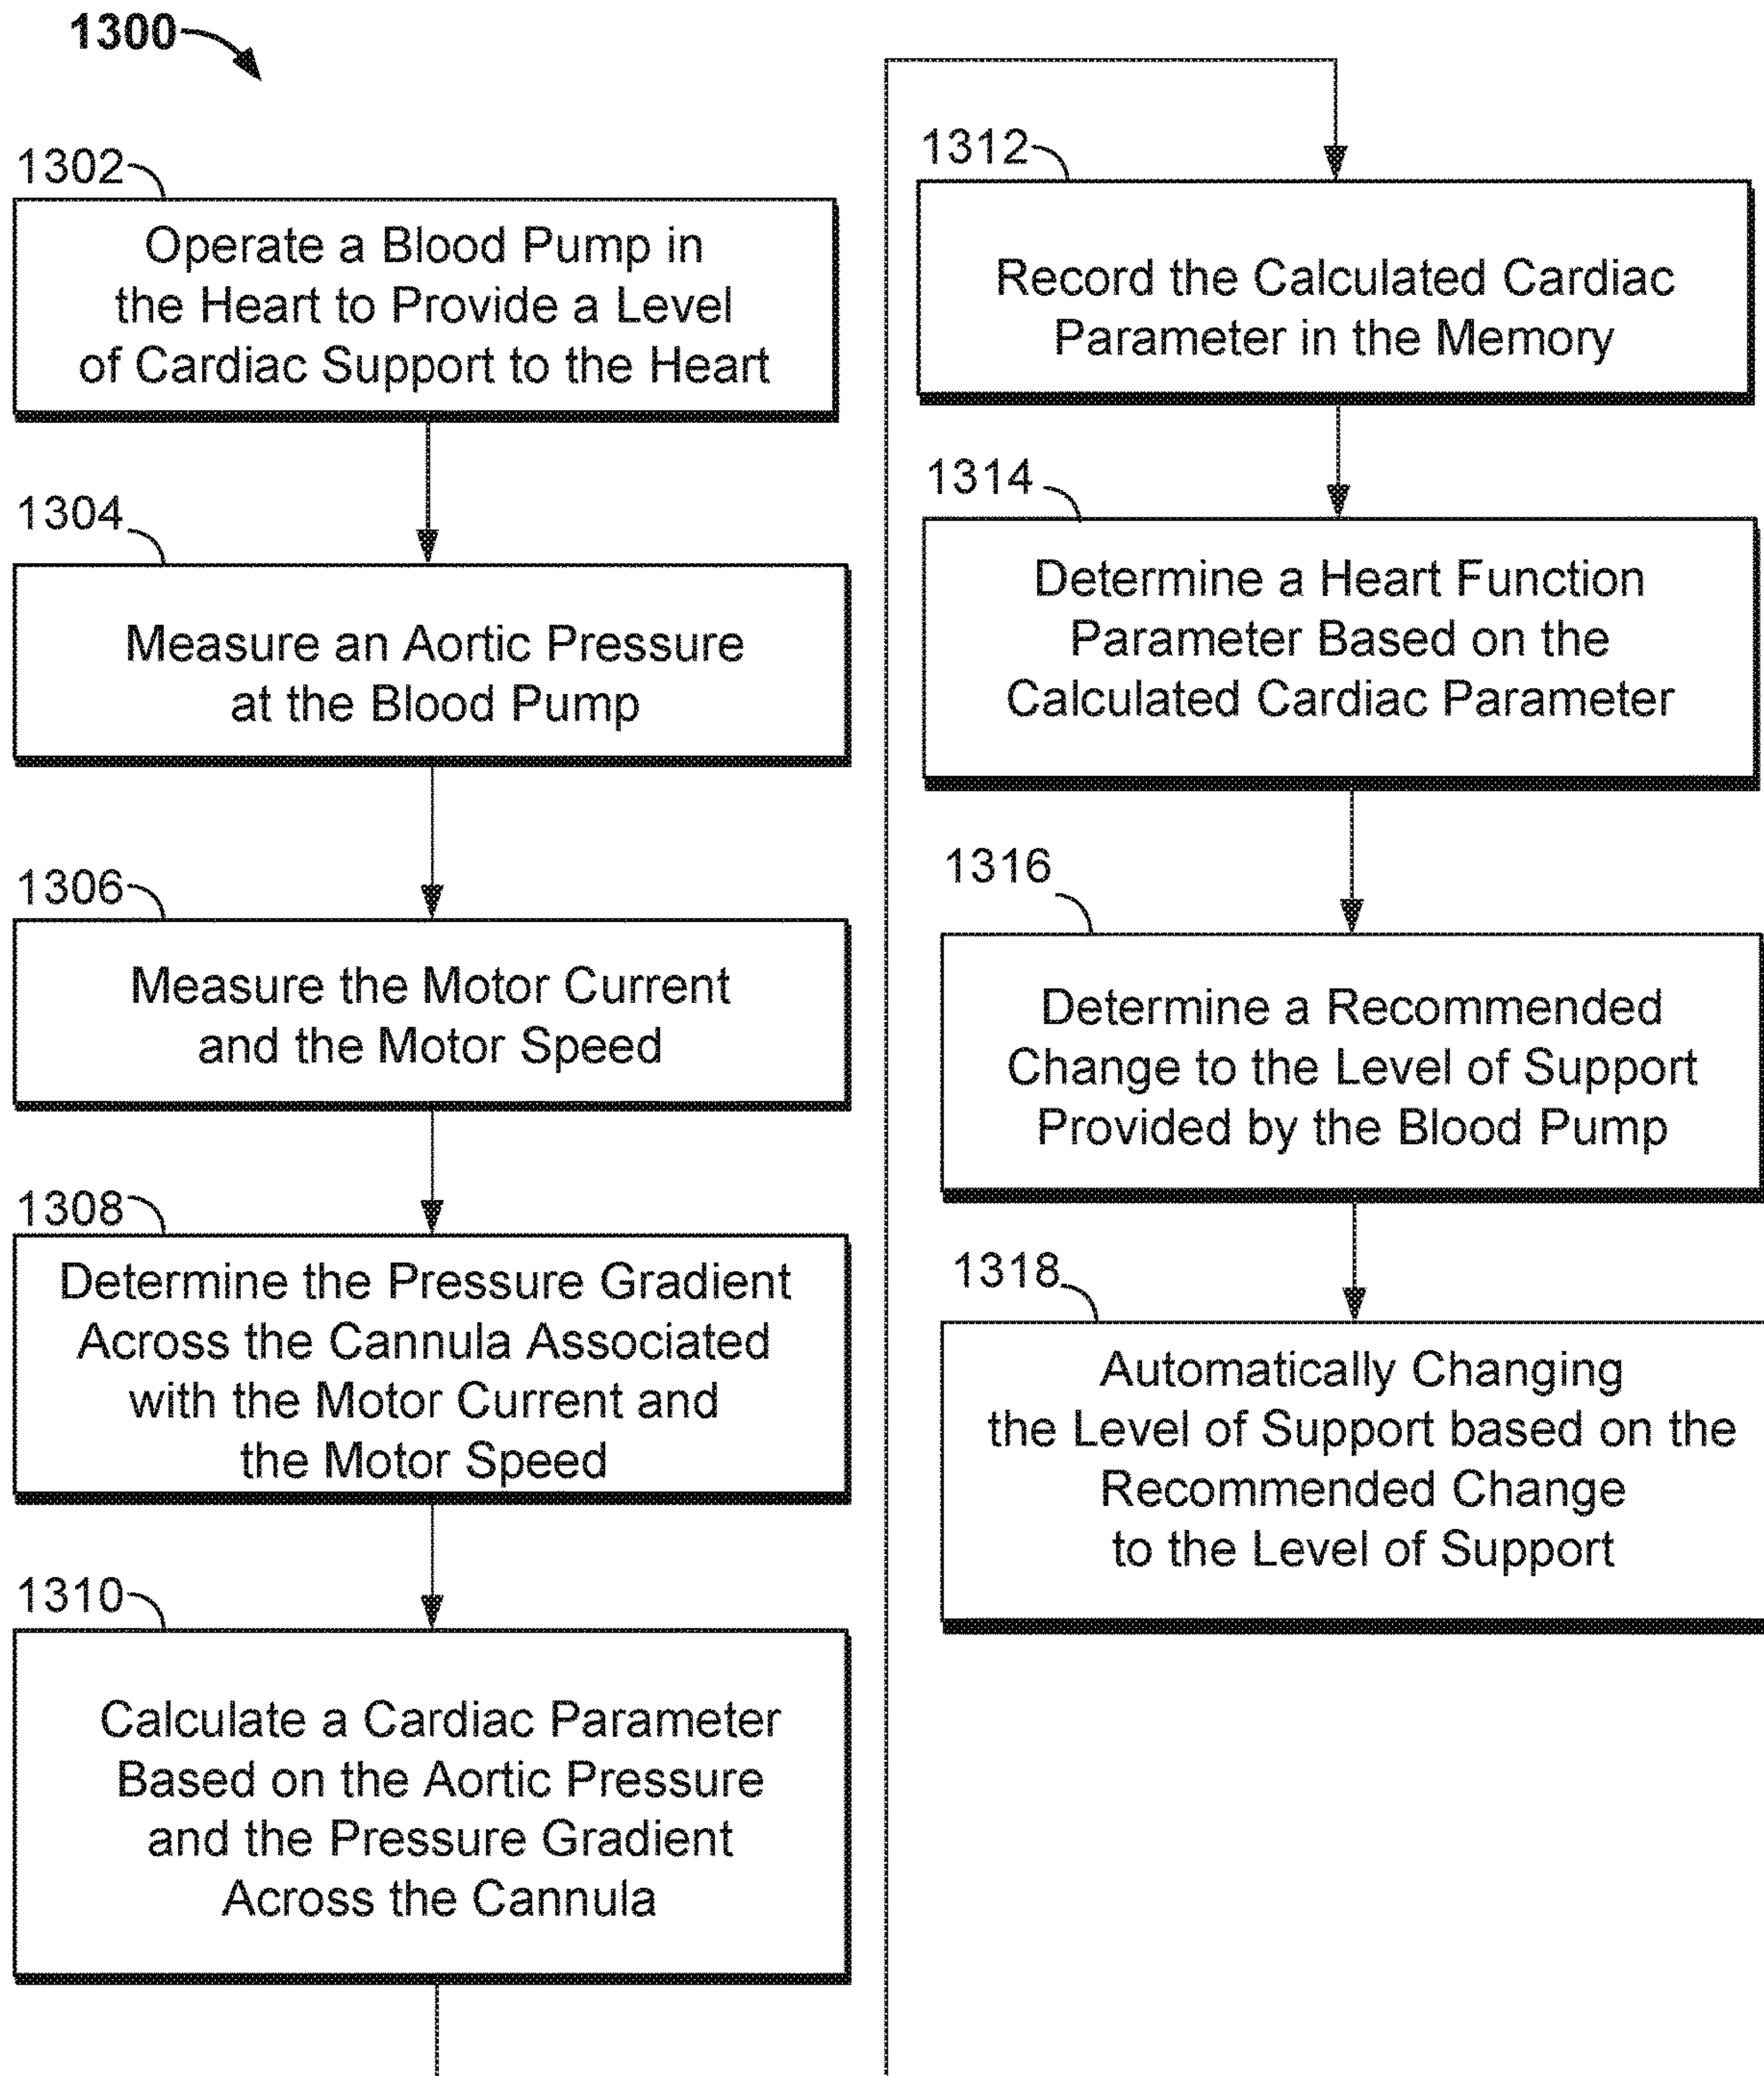 1300
1302
Operate a Blood Pump in
the Heart to Provide a Level
of Cardiac Support to the Heart
1304
Measure an Aortic Pressure
at the Blood Pump
1306
Measure the Motor Current
and the Motor Speed
1308
Determine the Pressure Gradient
Across the Cannula Associated
with the Motor Current and
the Motor Speed
1310
Calculate a Cardiac Parameter
Based on the Aortic Pressure
and the Pressure Gradient
Across the Cannula
1312
Record the Calculated Cardiac
Parameter in the Memory
1314
Determine a Heart Function
Parameter Based on the
Calculated Cardiac Parameter
1316
Determine a Recommended
Change to the Level of Support
Provided by the Blood Pump
1318
Automatically Changing
the Level of Support based on the
Recommended Change
to the Level of Support